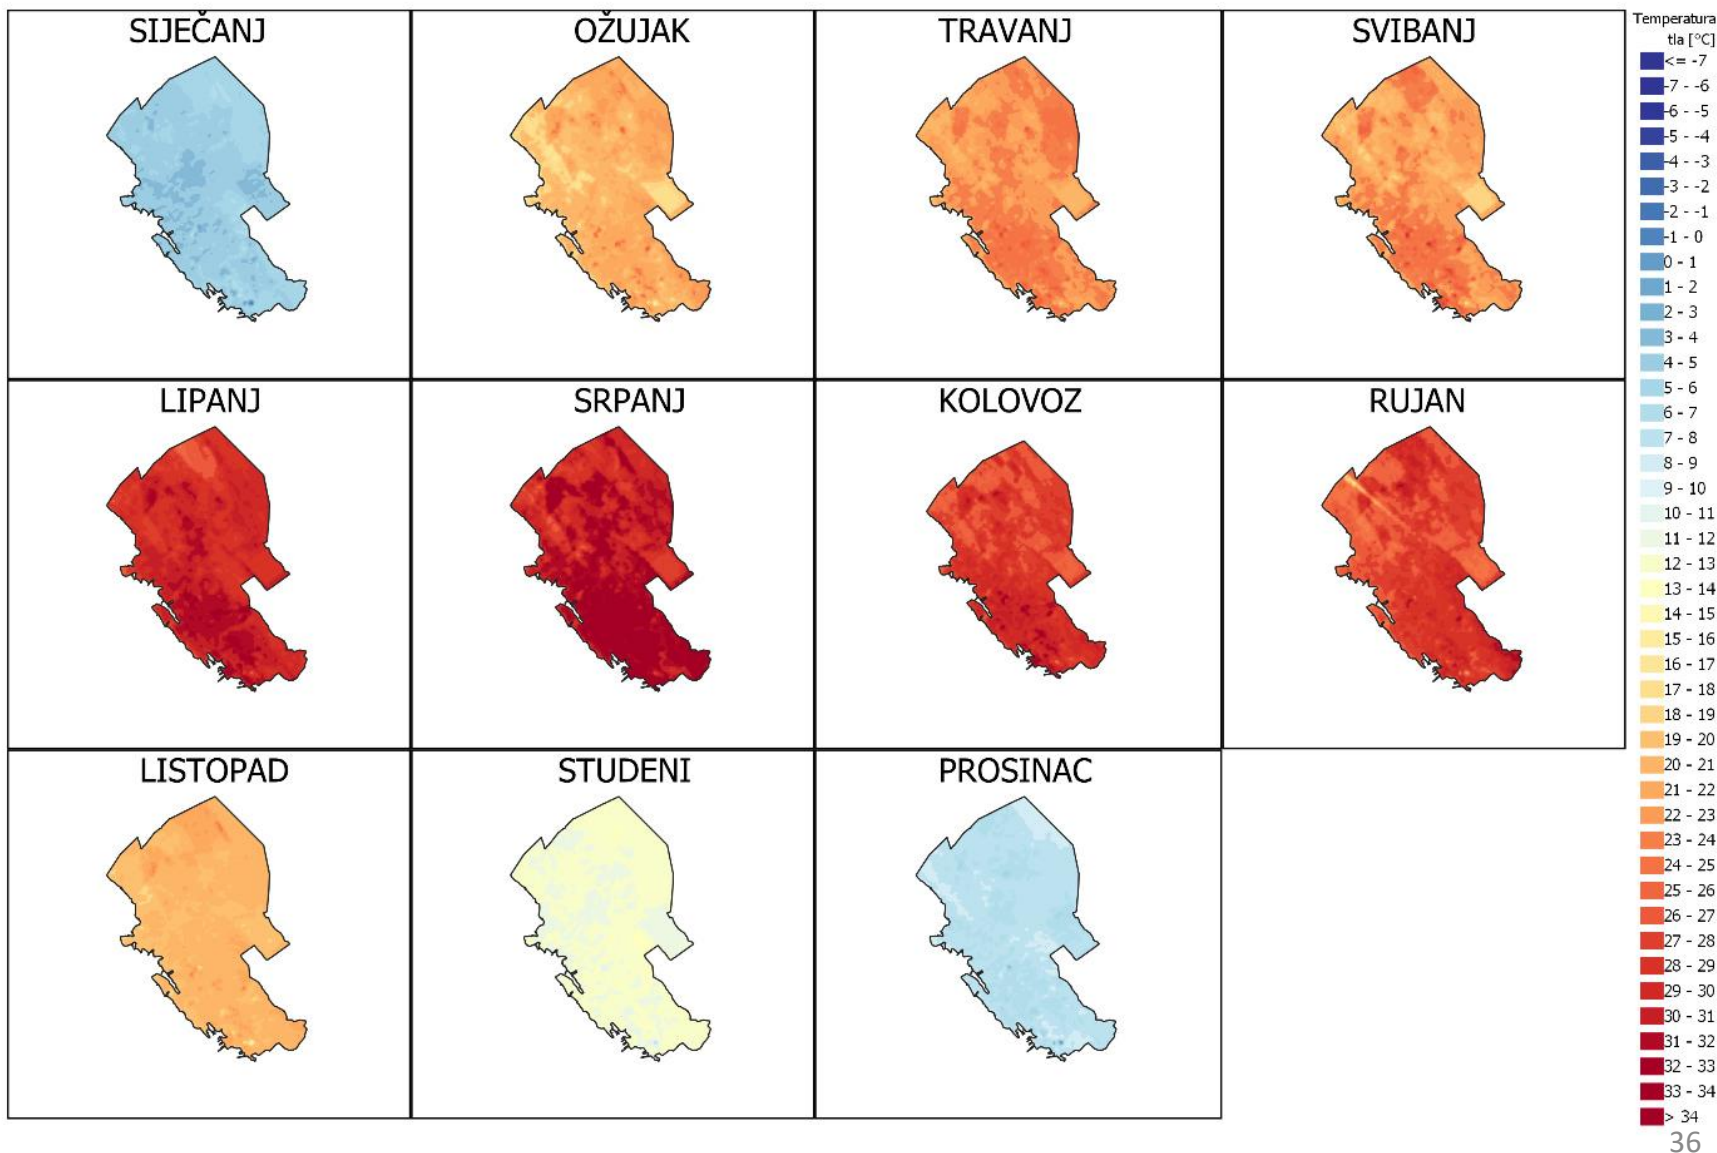 SIJEČANJ
OŽUJAK
TRAVANJ
SVIBANJ
Temperatura
tla [°C]
<= -7
-7 - -6
-6 - -5
-5 - -4
-4 - -3
-3 - -2
-2 - -1
-1 - 0
0 - 1
1 - 2
2 - 3
3 - 4
4 - 5
5 - 6
6 - 7
7 - 8
8 - 9
9 - 10
10 - 11
11 - 12
12 - 13
13 - 14
14 - 15
15 - 16
16 - 17
17 - 18
18 - 19
19 - 20
20 - 21
21 - 22
22 - 23
23 - 24
24 - 25
25 - 26
26 - 27
27 - 28
28 - 29
29 - 30
30 - 31
31 - 32
32 - 33
33 - 34
> 34
LIPANJ
SRPANJ
KOLOVOZ
RUJAN
LISTOPAD
STUDENI
PROSINAC
36